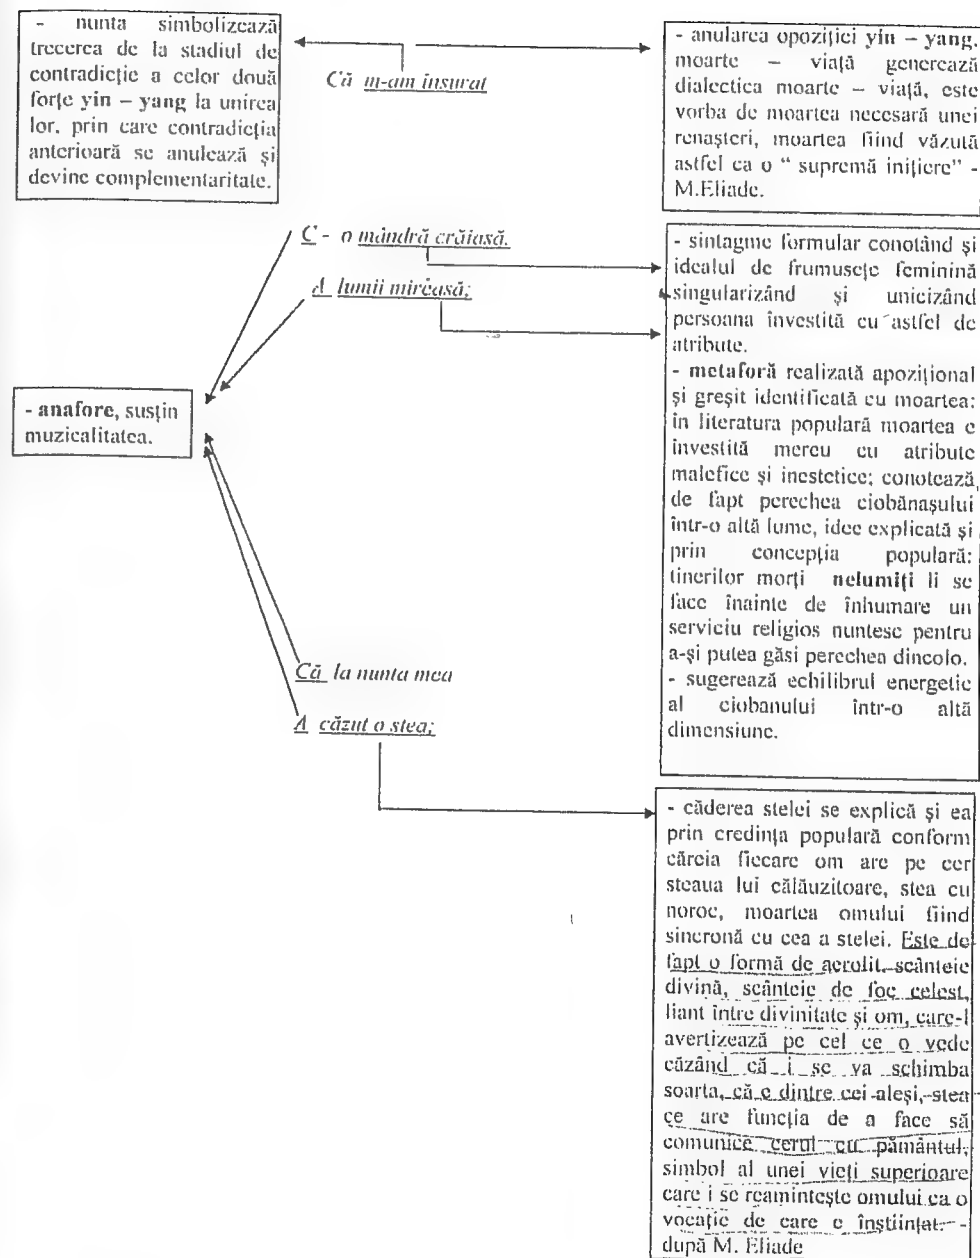 - nunta simbolizează
trecerea de la stadiul de
contradicție a celor două
forțe yin – yang la unirea
lor, prin care contradicția
anterioară se anulează și
devine complementaritate.
Că m-am însurat
- anularea opoziției yin – yang,
moarte – viață generează
dialectica moarte – viață, este
vorba de moartea necesară unei
renașteri, moartea fiind văzută
astfel ca o “ supremă inițiere” -
M.Eliade.
C - o mândră crăiasă,
A lumii mireasă;
- sintagme formular conotând și
idealul de frumusețe feminină
singularizând și unicizând
persoana învestită cu astfel de
atribute.
- metaforă realizată apozițional
și greșit identificată cu moartea;
în literatura populară moartea e
învestită mereu cu atribute
malefice și inestetice; conotează,
de fapt perechea ciobănașului
într-o altă lume, idee explicată și
prin concepția populară:
tinerilor morți nelumiți li se
face înainte de înhumare un
serviciu religios nuntesc pentru
a-și putea găsi perechea dincolo.
- sugerează echilibrul energetic
al ciobanului într-o altă
dimensiune.
- anafore, susțin
muzicalitatea.
Că la nunta mea
A căzut o stea;
- căderea stelei se explică și ea
prin credința populară conform
căreia fiecare om are pe cer
steaua lui călăuzitoare, stea cu
noroc, moartea omului fiind
sincronă cu cea a stelei. Este de
fapt o formă de aerolit, scânteie
divină, scânteie de foc celest,
liant între divinitate și om, care-l
avertizează pe cel ce o vede
căzând că i se va schimba
soarta, că e dintre cei aleși, stea
ce are funcția de a face să
comunice cerul cu pământul,
simbol al unei vieți superioare
care i se reamintește omului ca o
vocație de care e înștiințat. -
după M. Eliade